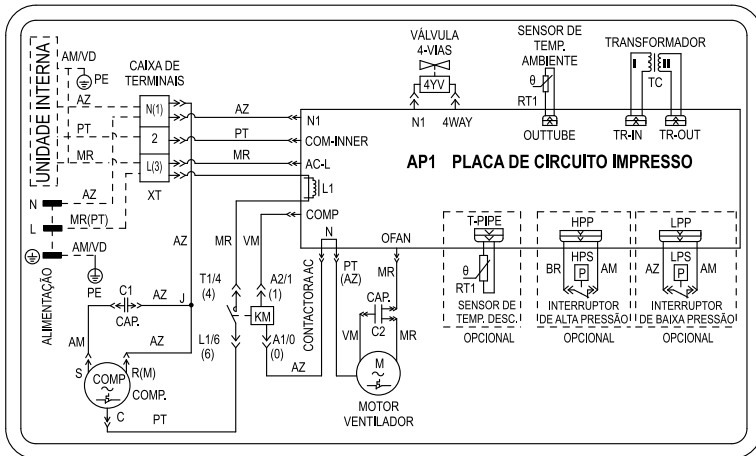 UNIDADE INTERNA
AM/VD
PE
AZ
PT
MR
CAIXA DE
TERMINAIS
N(1)
2
L(3)
XT
AZ
PT
MR
N1
COM-INNER
AC-L
L1
COMP
VÁLVULA
4-VIAS
4YV
N1
4WAY
SENSOR DE
TEMP.
AMBIENTE
θ
RT1
OUTTUBE
TRANSFORMADOR
TC
TR-IN
TR-OUT
AP1 PLACA DE CIRCUITO IMPRESSO
N
AZ
L
MR(PT)
AM/VD
PE
ALIMENTAÇÃO
AZ
MR
VM
N
OFAN
T-PIPE
θ
RT1
SENSOR DE
TEMP. DESC.
OPCIONAL
HPP
HPS
P
BR
AM
INTERRUPTOR
DE ALTA PRESSÃO
OPCIONAL
LPP
LPS
P
AZ
AM
INTERRUPTOR
DE BAIXA PRESSÃO
OPCIONAL
C1
AZ
J
CAP.
AM
AZ
S
R(M)
COMP
COMP.
C
PT
T1/4
(4)
A2/1
(1)
KM
L1/6
(6)
A1/0
(0)
CONTACTORA AC
AZ
PT
(AZ)
MR
CAP.
C2
VM
MR
M
MOTOR
VENTILADOR